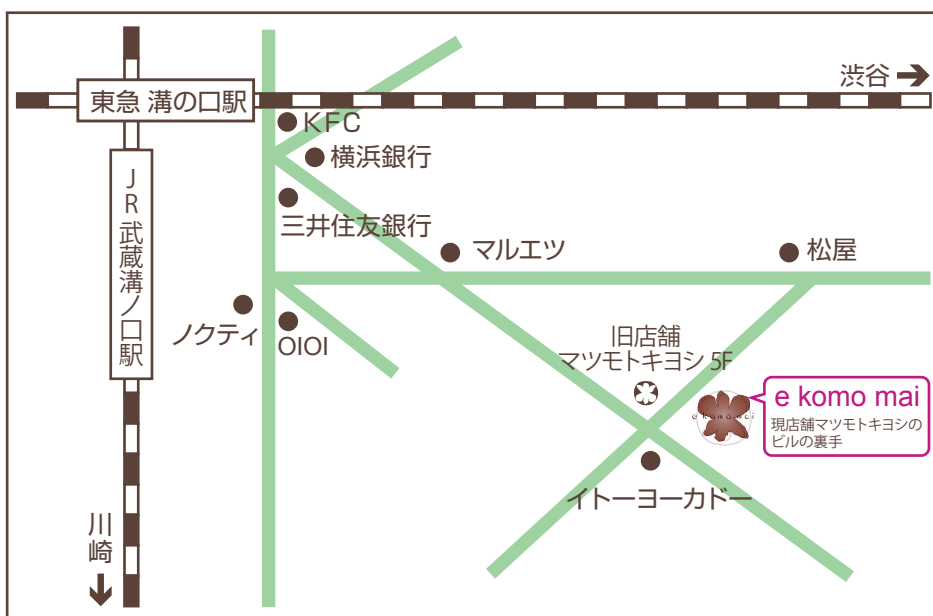 渋谷
東急 溝の口駅
KFC
横浜銀行
JR 武蔵溝ノ口駅
三井住友銀行
マルエツ
松屋
ノクティ
OIOI
旧店舗
マツモトキヨシ 5F
e komo mai
e komo mai
現店舗マツモトキヨシの
ビルの裏手
イトーヨーカドー
川崎